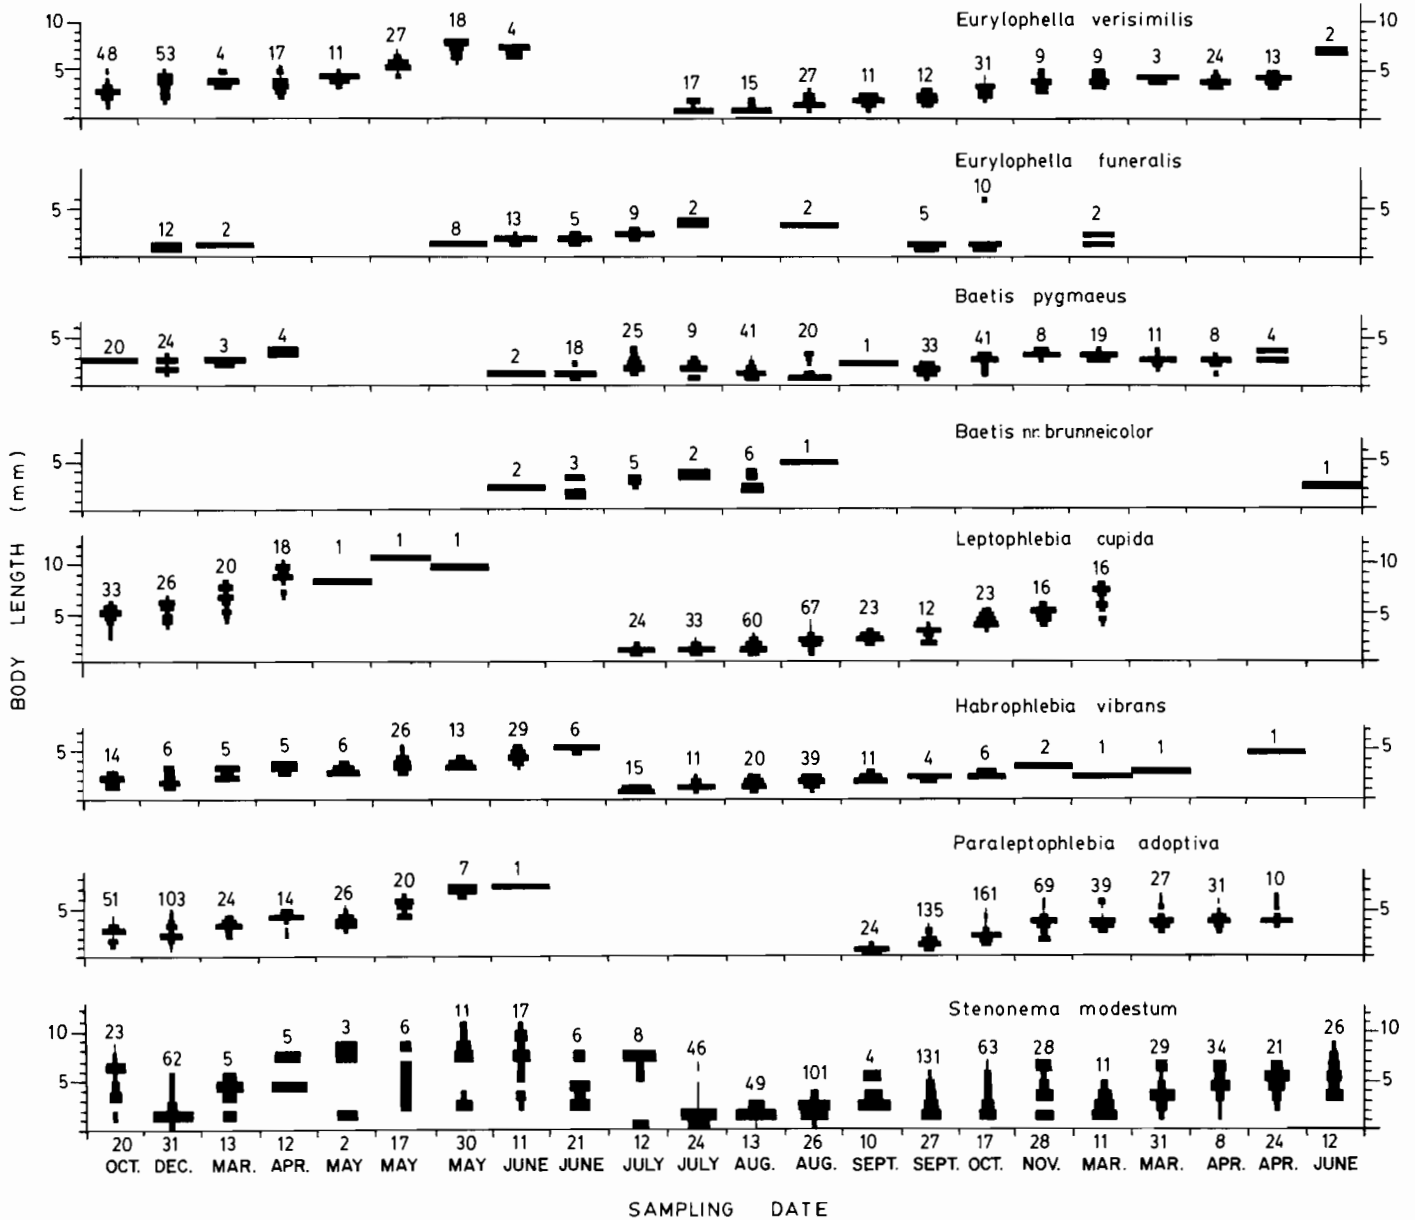 Eurylophella verisimilis
10 5 10 5
48 53 4 17 11 27 18 4 17 15 27 11 12 31 9 9 3 24 13 2
Eurylophella funeralis
5 5
12 2 8 13 5 9 2 2 5 10 2
Baetis pygmaeus
5 5
20 24 3 4 2 18 25 9 41 20 1 33 41 8 19 11 8 4
Baetis nr. brunneicolor
5 5
2 3 5 2 6 1 1
Leptophlebia cupida
10 5 10 5
33 26 20 18 1 1 1 24 33 60 67 23 12 23 16 16
Habrophlebia vibrans
5 5
14 6 5 5 6 26 13 29 6 15 11 20 39 11 4 6 2 1 1 1
Paraleptophlebia adoptiva
5 5
51 103 24 14 26 20 7 1 24 135 161 69 39 27 31 10
Stenonema modestum
10 5 10 5
23 62 5 5 3 6 11 17 6 8 46 49 101 4 131 63 28 11 29 34 21 26
20 31 13 12 2 17 30 11 21 12 24 13 26 10 27 17 28 11 31 8 24 12
OCT. DEC. MAR. APR. MAY MAY MAY JUNE JUNE JULY JULY AUG. AUG. SEPT. SEPT. OCT. NOV. MAR. MAR. APR. APR. JUNE
SAMPLING DATE
BODY LENGTH (mm)